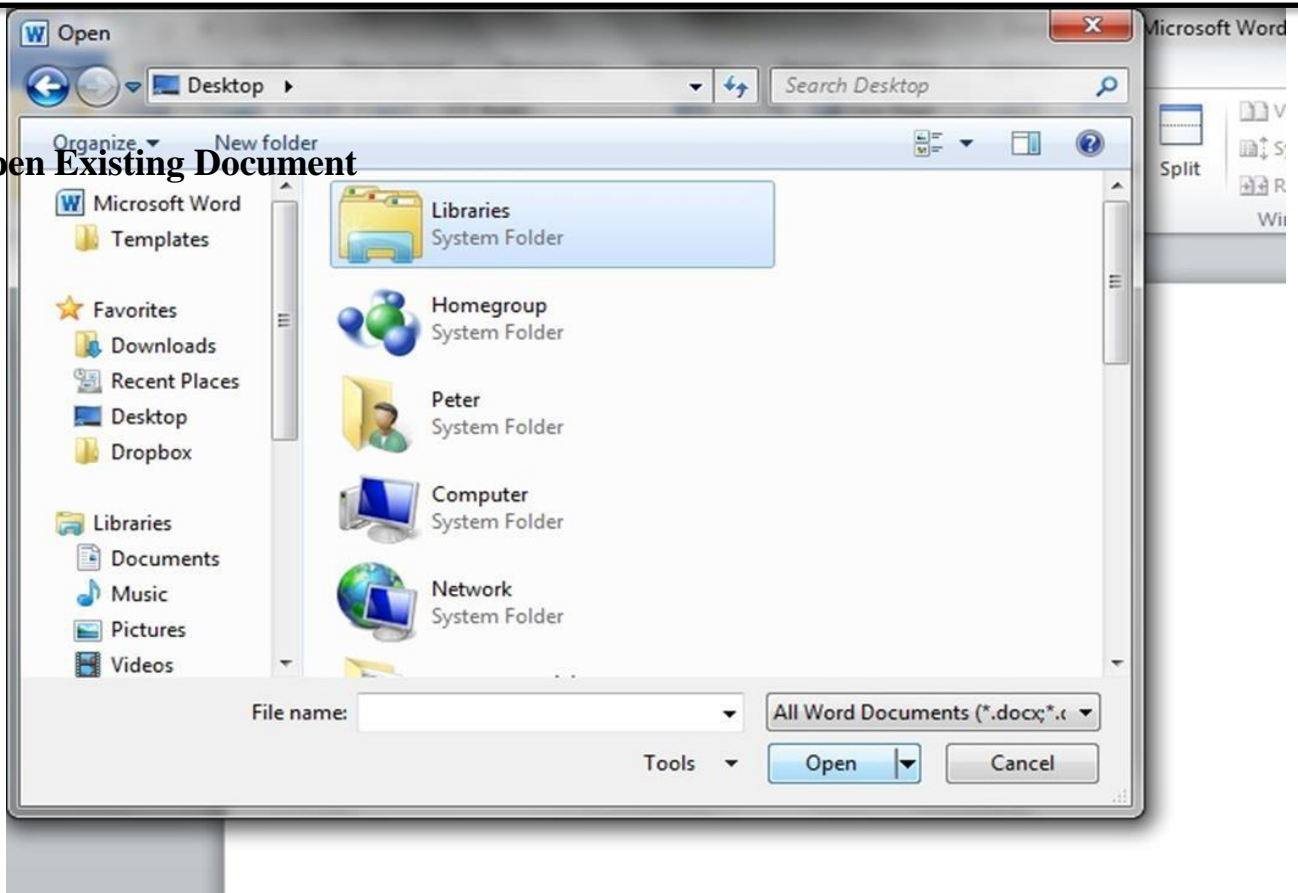 Open
Microsoft Word
Desktop
Search Desktop
Organize
New folder
pen Existing Document
Split
Microsoft Word
Templates
Favorites
Downloads
Recent Places
Desktop
Dropbox
Libraries
Documents
Music
Pictures
Videos
Libraries
System Folder
Homegroup
System Folder
Peter
System Folder
Computer
System Folder
Network
System Folder
File name:
All Word Documents (*.docx;*.
Tools
Open
Cancel